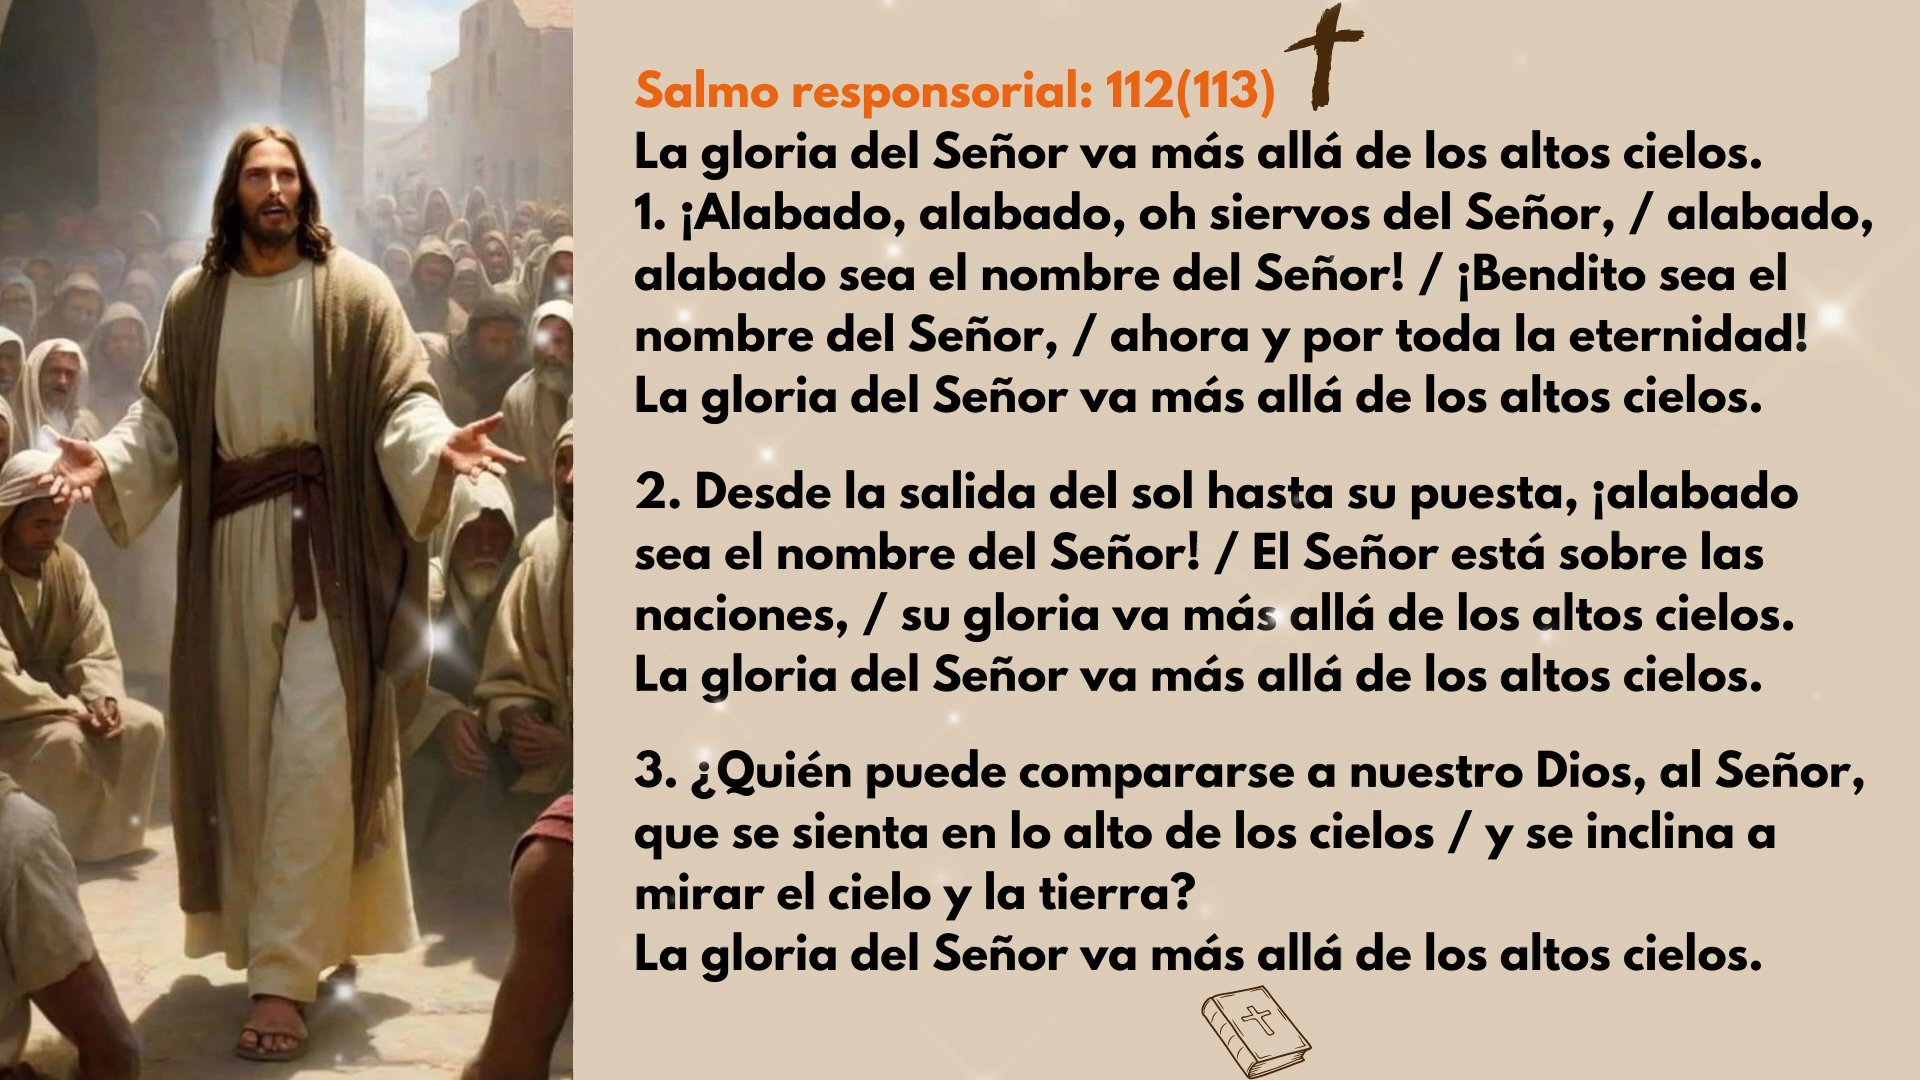 Salmo responsorial: 112(113)
La gloria del Señor va más allá de los altos cielos.
1. ¡Alabado, alabado, oh siervos del Señor, / alabado,
alabado sea el nombre del Señor! / ¡Bendito sea el
nombre del Señor, / ahora y por toda la eternidad!
La gloria del Señor va más allá de los altos cielos.
2. Desde la salida del sol hasta su puesta, ¡alabado
sea el nombre del Señor! / El Señor está sobre las
naciones, / su gloria va más allá de los altos cielos.
La gloria del Señor va más allá de los altos cielos.
3. ¿Quién puede compararse a nuestro Dios, al Señor,
que se sienta en lo alto de los cielos / y se inclina a
mirar el cielo y la tierra?
La gloria del Señor va más allá de los altos cielos.